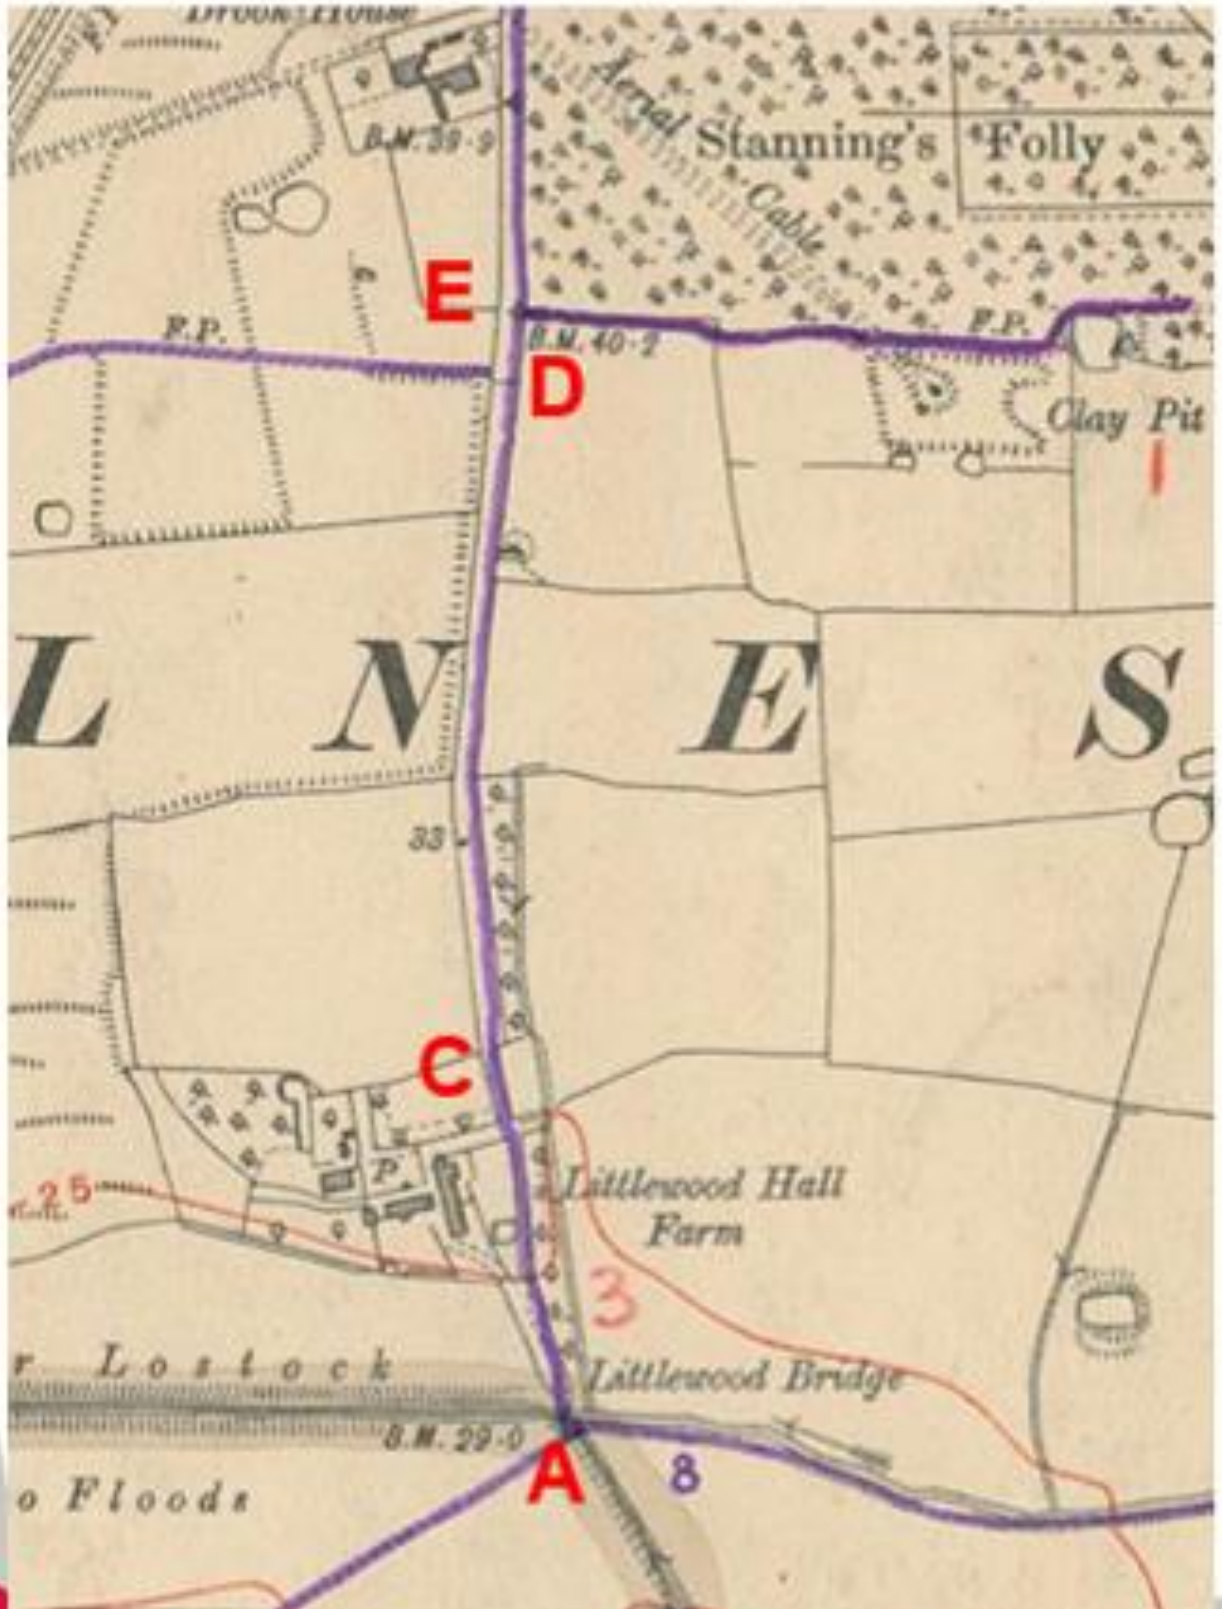 Brook House
Aerial
Cable
Stanning's Folly
B.M. 39·9
E
F.P.
F.P.
B.M. 40·2
D
Clay Pit
1
L N E S
33
C
P.
25
Littlewood Hall
Farm
3
r Lostock
Littlewood Bridge
B.M. 29·0
A
8
o Floods